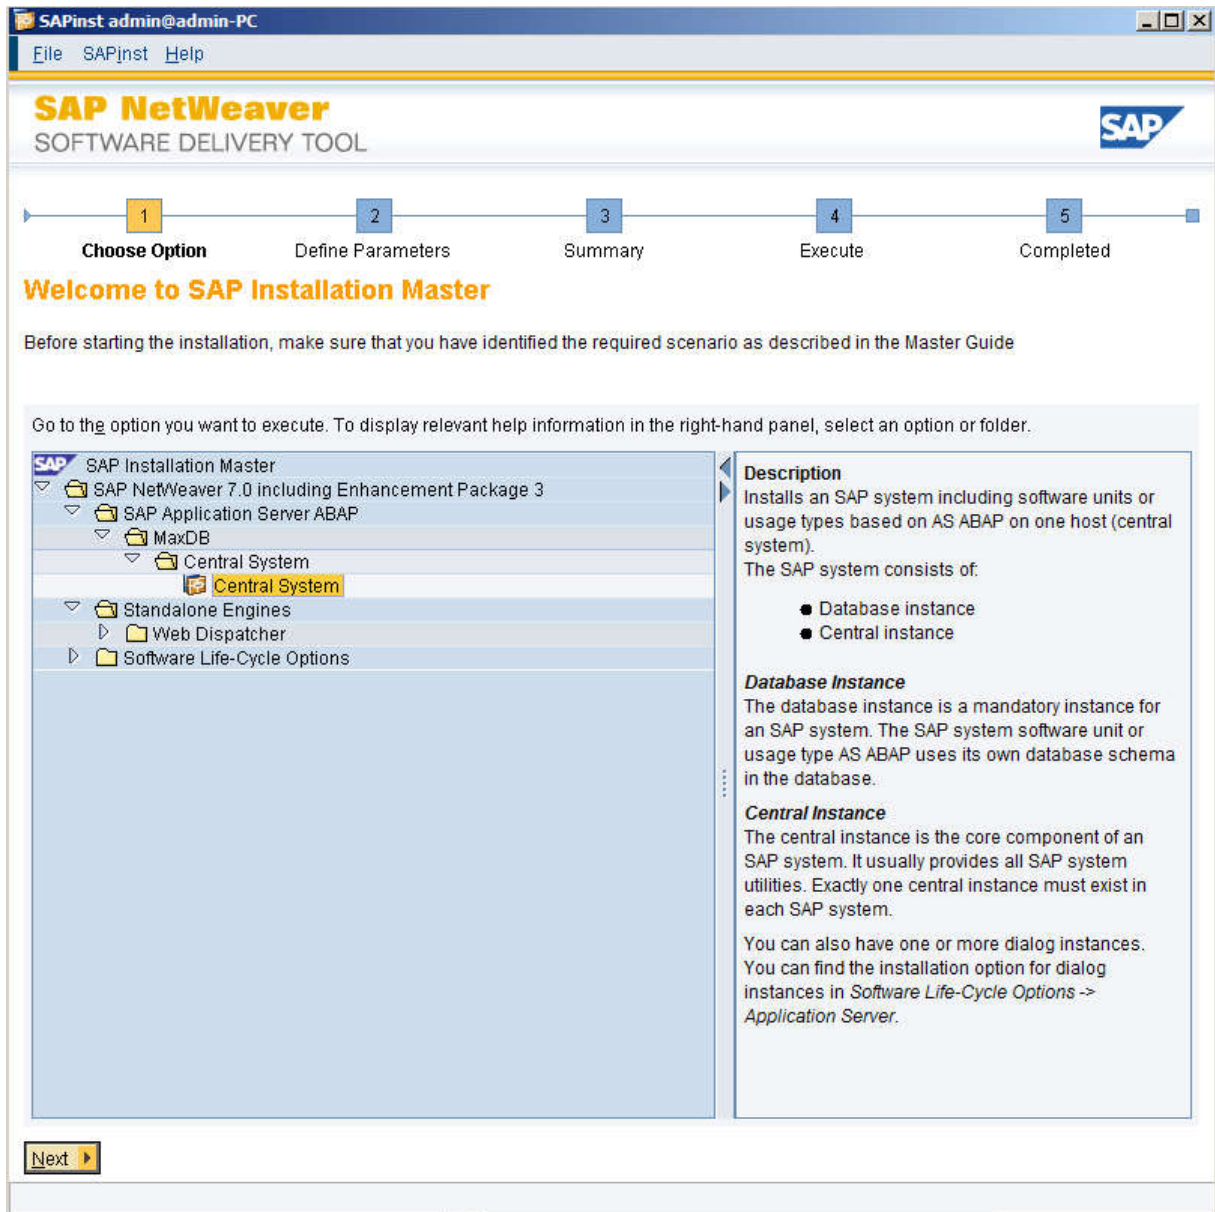 SAPinst admin@admin-PC
File SAPinst Help
SAP NetWeaver
SOFTWARE DELIVERY TOOL
SAP
1 2 3 4 5
Choose Option Define Parameters Summary Execute Completed
Welcome to SAP Installation Master
Before starting the installation, make sure that you have identified the required scenario as described in the Master Guide
Go to the option you want to execute. To display relevant help information in the right-hand panel, select an option or folder.
SAP SAP Installation Master
SAP NetWeaver 7.0 including Enhancement Package 3
SAP Application Server ABAP
MaxDB
Central System
Central System
Standalone Engines
Web Dispatcher
Software Life-Cycle Options
Description
Installs an SAP system including software units or
usage types based on AS ABAP on one host (central
system).
The SAP system consists of:
● Database instance
● Central instance
Database Instance
The database instance is a mandatory instance for
an SAP system. The SAP system software unit or
usage type AS ABAP uses its own database schema
in the database.
Central Instance
The central instance is the core component of an
SAP system. It usually provides all SAP system
utilities. Exactly one central instance must exist in
each SAP system.
You can also have one or more dialog instances.
You can find the installation option for dialog
instances in Software Life-Cycle Options ->
Application Server.
Next